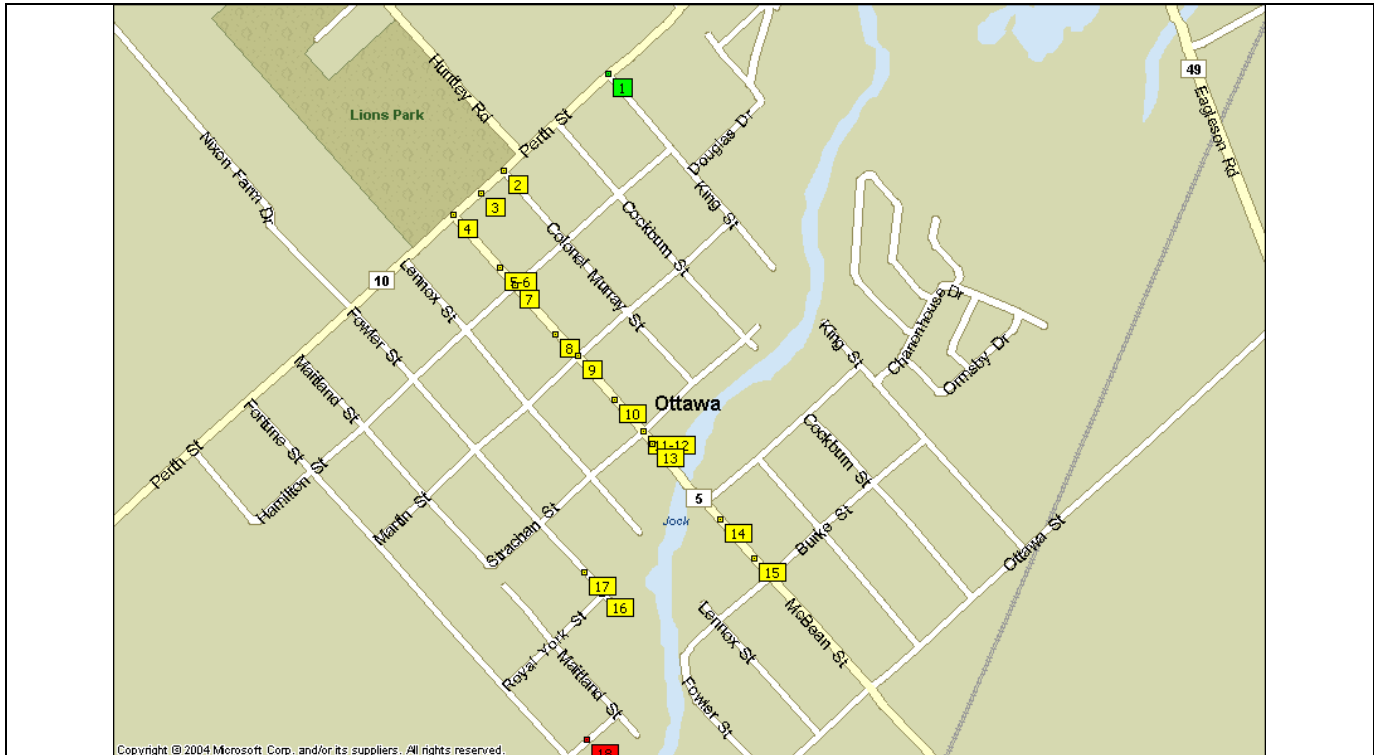 Huntley Rd
49
Eagleson Rd
1
Lions Park
Perth St
Douglas Dr
Nixon Farm Dr
2
King St
3
Cockburn St
4
Colonel Murray St
10
Lennox St
5-6
7
Chanonhouse Dr
Fowler St
King St
8
Ormsby Dr
9
Maitland St
Ottawa
10
Fortune St
11-12
Cockburn St
13
Perth St
Hamilton St
5
Martin St
Jock
Strachan St
14
Burke St
Ottawa St
15
17
16
McBean St
Lennox St
Royal York St
Maitland St
Fowler St
18
Copyright © 2004 Microsoft Corp. and/or its suppliers. All rights reserved.